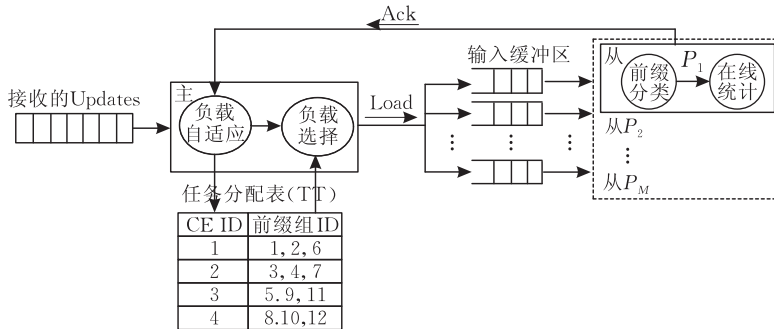 Ack
输入缓冲区
从
P1
前缀
分类
在线
统计
接收的Updates
主
负载
自适应
负载
选择
Load
从P2
⋮
⋮
⋮
从PM
任务分配表(TT)
CE ID 前缀组ID
1 1,2,6
2 3,4,7
3 5.9,11
4 8.10,12